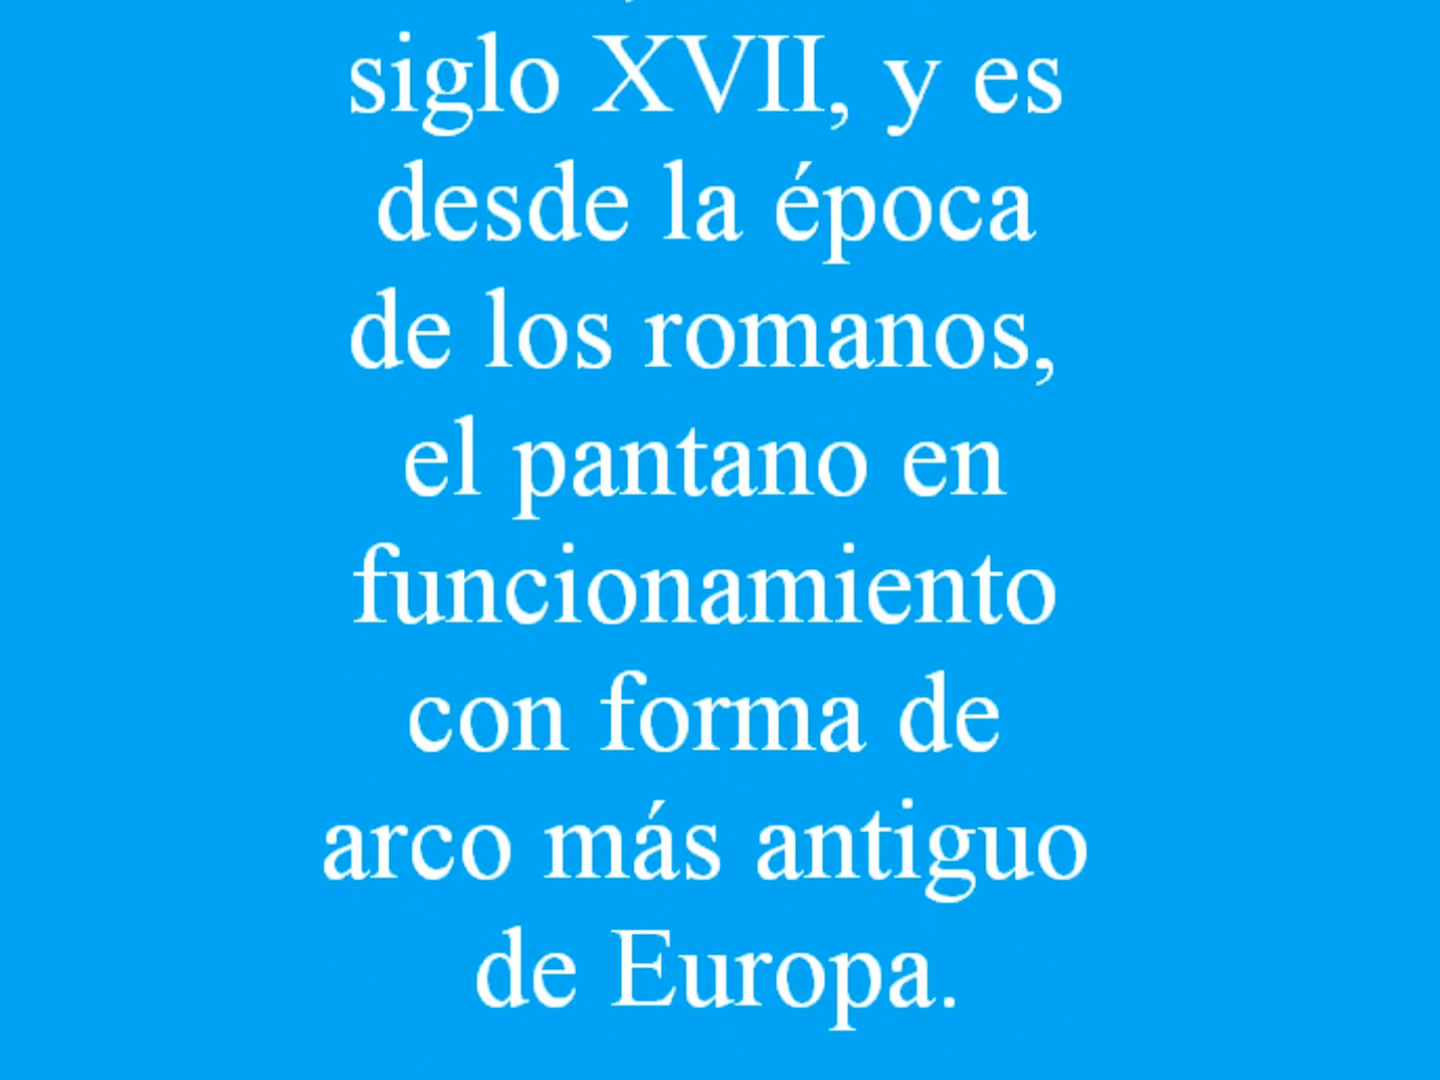 siglo XVII, y es
desde la época
de los romanos,
el pantano en
funcionamiento
con forma de
arco más antiguo
de Europa.